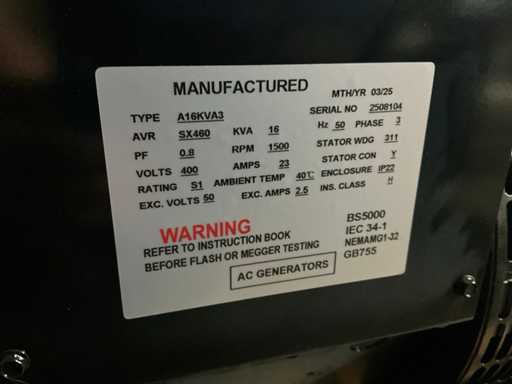 MANUFACTURED MTH/YR 03/25
TYPE A16KVA3 SERIAL NO 2508104
AVR SX460 KVA 16 Hz 50 PHASE 3
PF 0.8 RPM 1500 STATOR WDG 311
VOLTS 400 AMPS 23 STATOR CON Y
RATING S1 AMBIENT TEMP 40℃ ENCLOSURE IP22
EXC. VOLTS 50 EXC. AMPS 2.5 INS. CLASS H
WARNING
REFER TO INSTRUCTION BOOK
BEFORE FLASH OR MEGGER TESTING
BS5000
IEC 34-1
NEMAMG1-32
GB755
AC GENERATORS